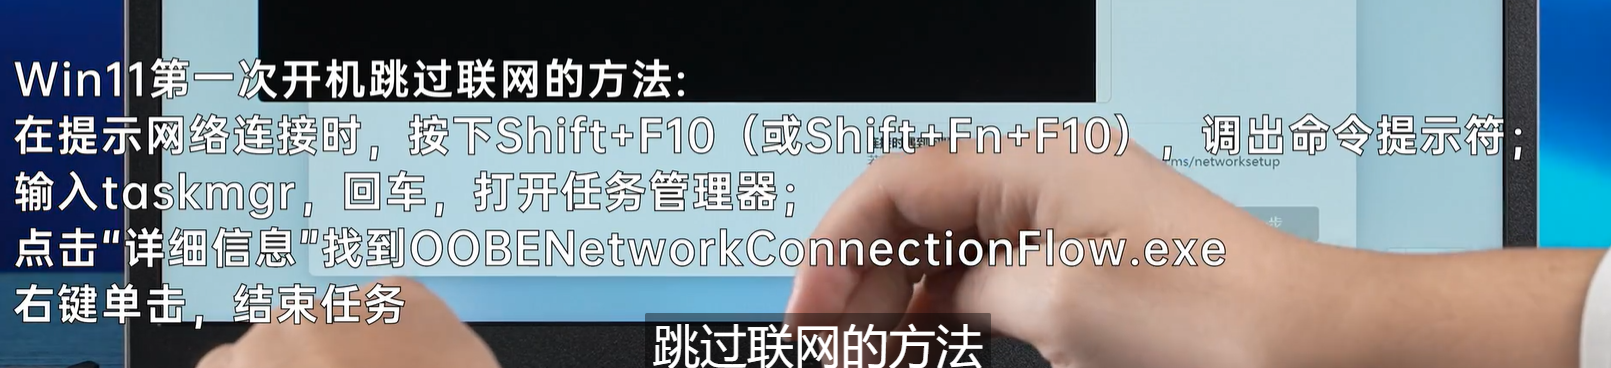 Win11第一次开机跳过联网的方法:
在提示网络连接时，按下Shift+F10（或Shift+Fn+F10），调出命令提示符；
ms/networksetup
输入taskmgr，回车，打开任务管理器；
步
点击“详细信息”找到OOBENetworkConnectionFlow.exe
右键单击，结束任务
跳过联网的方法